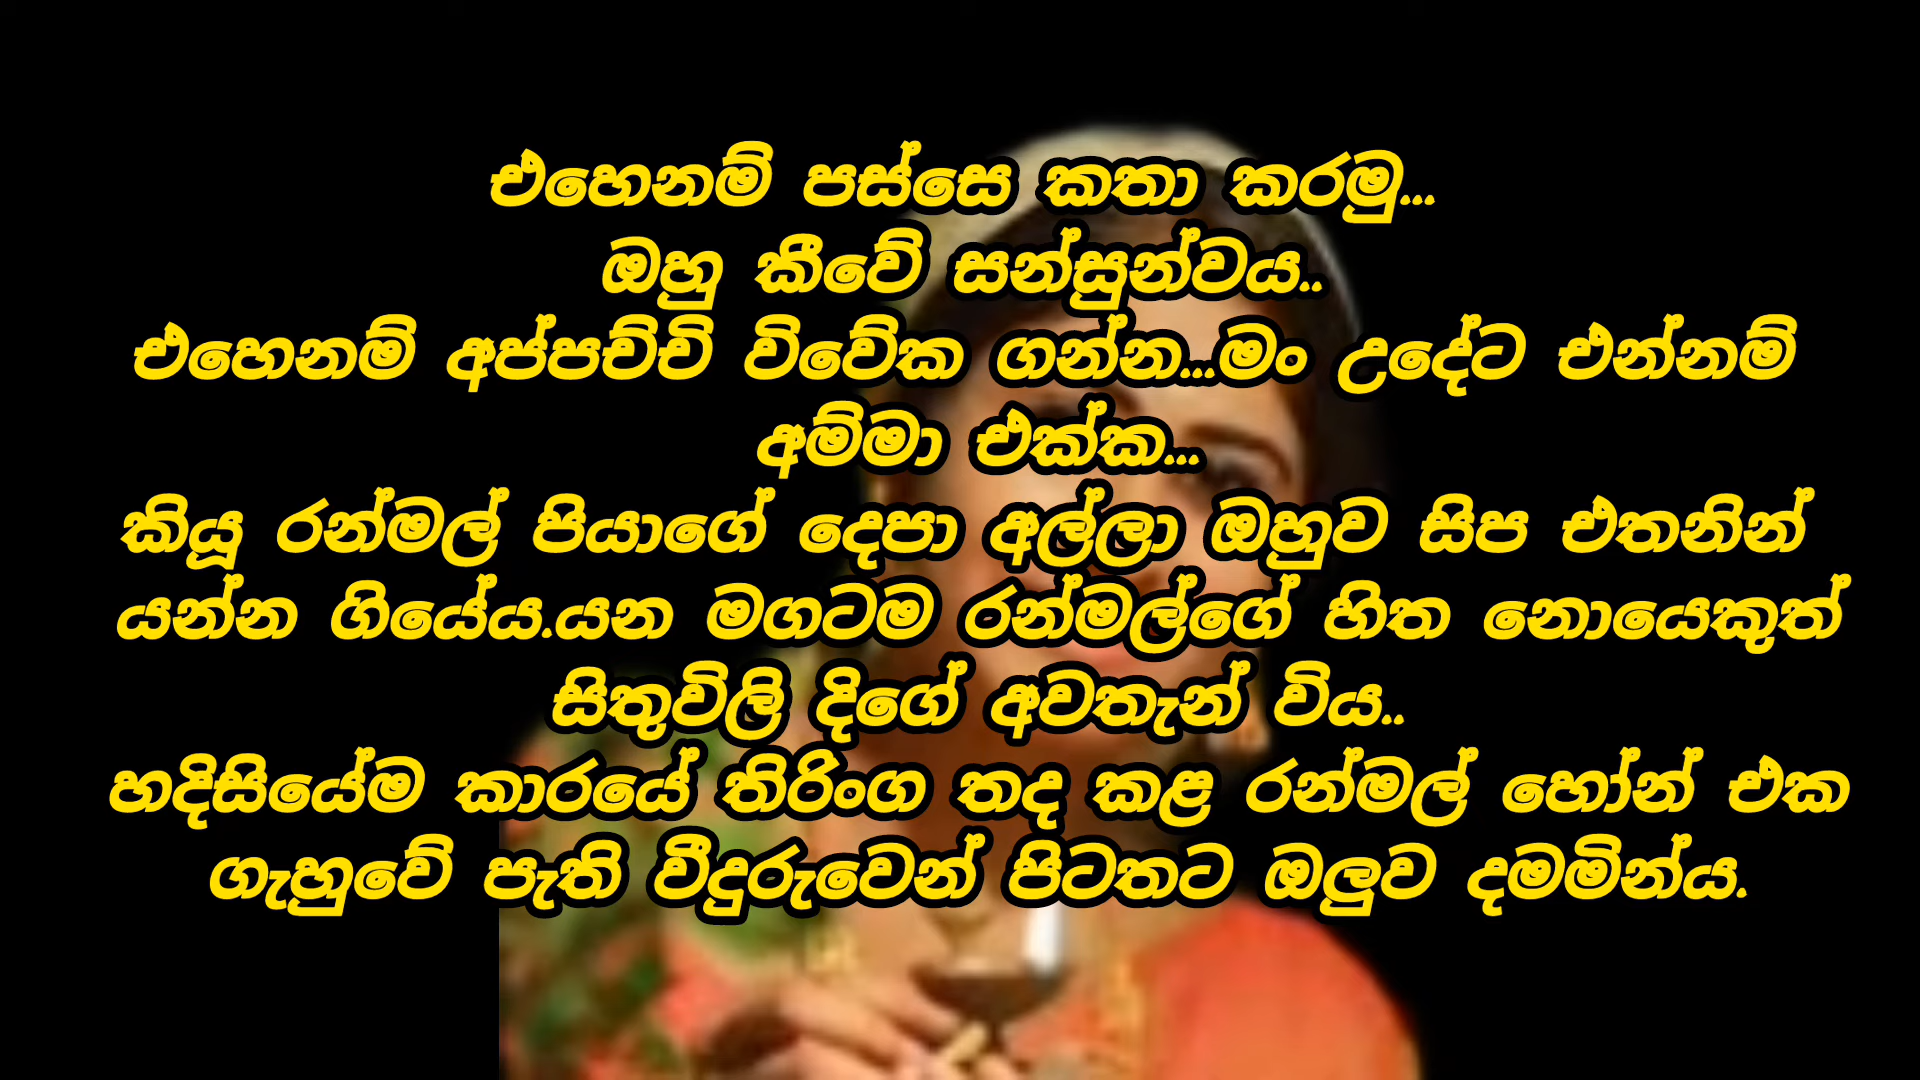 එහෙනම් පස්සෙ කතා කරමු...
ඔහු කීවේ සන්සුන්වය..
එහෙනම් අප්පච්චි විවේක ගන්න...මං උදේට එන්නම්
අම්මා එක්ක...
කියූ රන්මල් පියාගේ දෙපා අල්ලා ඔහුව සිප එතනින්
යන්න ගියේය.යන මගටම රන්මල්ගේ හිත නොයෙකුත්
සිතුවිලි දිගේ අවතැන් විය..
හදිසියේම කාරයේ තිරිංග තද කළ රන්මල් හෝන් එක
ගැහුවේ පැති වීදුරුවෙන් පිටතට ඔලුව දමමින්ය.